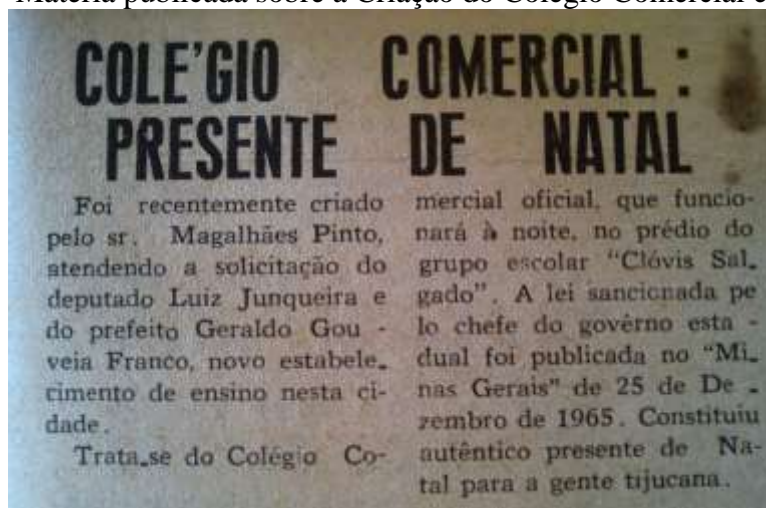 Matéria publicada sobre a Criação do Colégio Comercial e
COLE'GIO COMERCIAL :
PRESENTE DE NATAL
Foi recentemente criado
pelo sr. Magalhães Pinto,
atendendo a solicitação do
deputado Luiz Junqueira e
do prefeito Geraldo Gou -
veia Franco, novo estabele-
cimento de ensino nesta ci-
dade.
Trata-se do Colégio Co-
mercial oficial, que funcio-
nará à noite, no prédio do
grupo escolar "Clóvis Sal-
gado". A lei sancionada pe
lo chefe do govêrno esta -
dual foi publicada no "Mi-
nas Gerais" de 25 de De -
zembro de 1965. Constituiu
autêntico presente de Na-
tal para a gente tijucana.